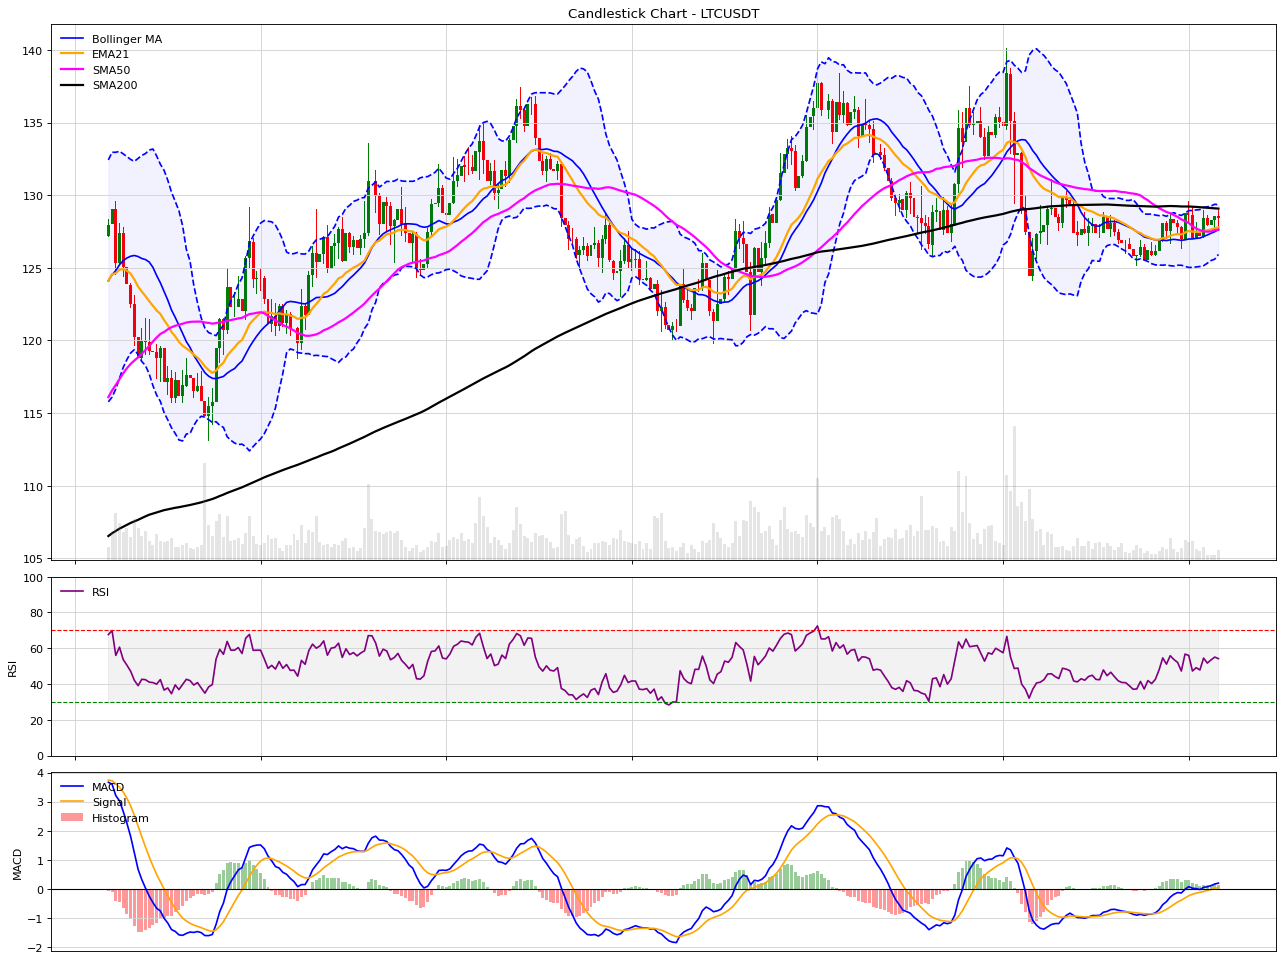 Candlestick Chart - LTCUSDT
Bollinger MA
EMA21
SMA50
SMA200
140
135
130
125
120
115
110
105
RSI
100
80
60
40
20
0
RSI
MACD
Signal
Histogram
4
3
2
1
0
−1
−2
MACD